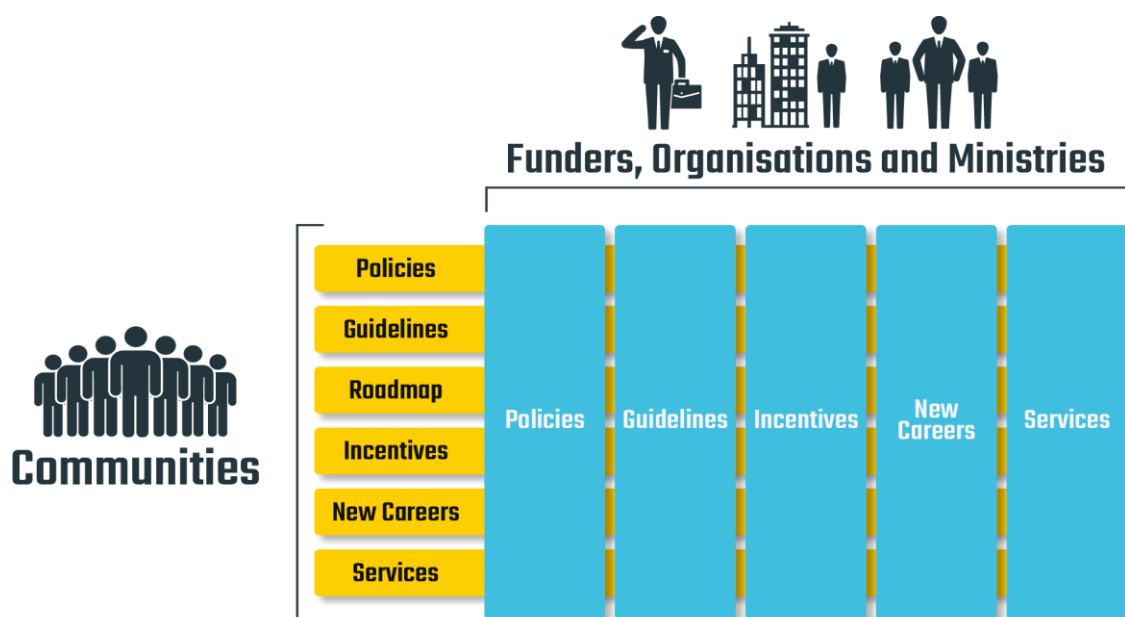 Funders, Organisations and Ministries
Policies
Guidelines
Roadmap
Incentives
New Careers
Services
Communities
Policies
Guidelines
Incentives
New
Careers
Services